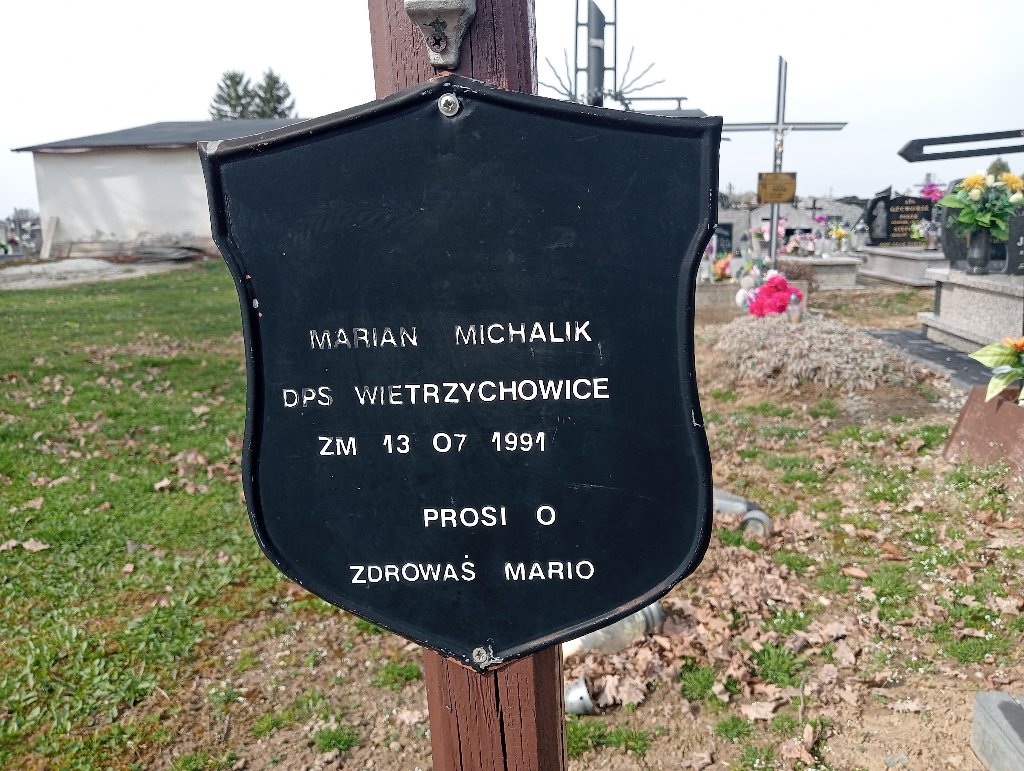 MARIAN MICHALIK
DPS WIETRZYCHOWICE
ZM 13 07 1991
PROSI O
ZDROWAŚ MARIO